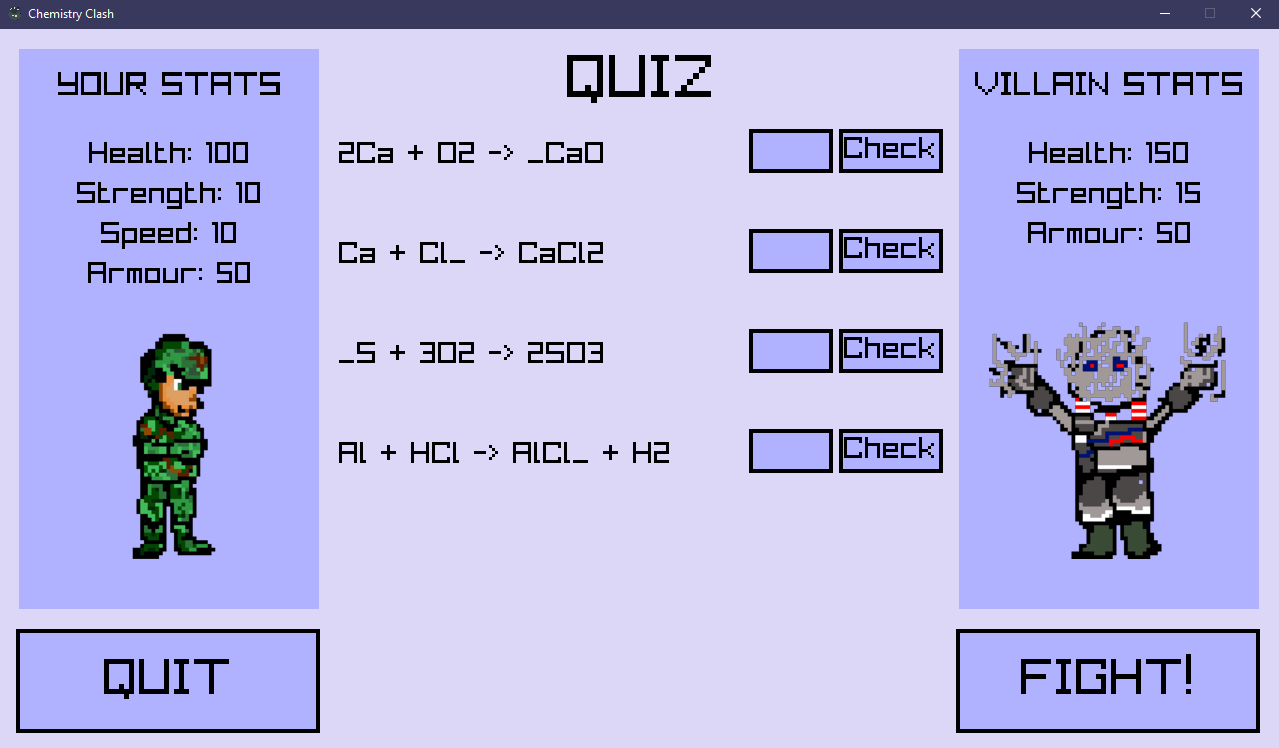 Chemistry Clash
YOUR STATS
Health: 100
Strength: 10
Speed: 10
Armour: 50
QUIZ
2Ca + O2 -> _CaO
Check
Ca + Cl_ -> CaCl2
Check
_S + 3O2 -> 2SO3
Check
Al + HCl -> AlCl_ + H2
Check
VILLAIN STATS
Health: 150
Strength: 15
Armour: 50
QUIT
FIGHT!